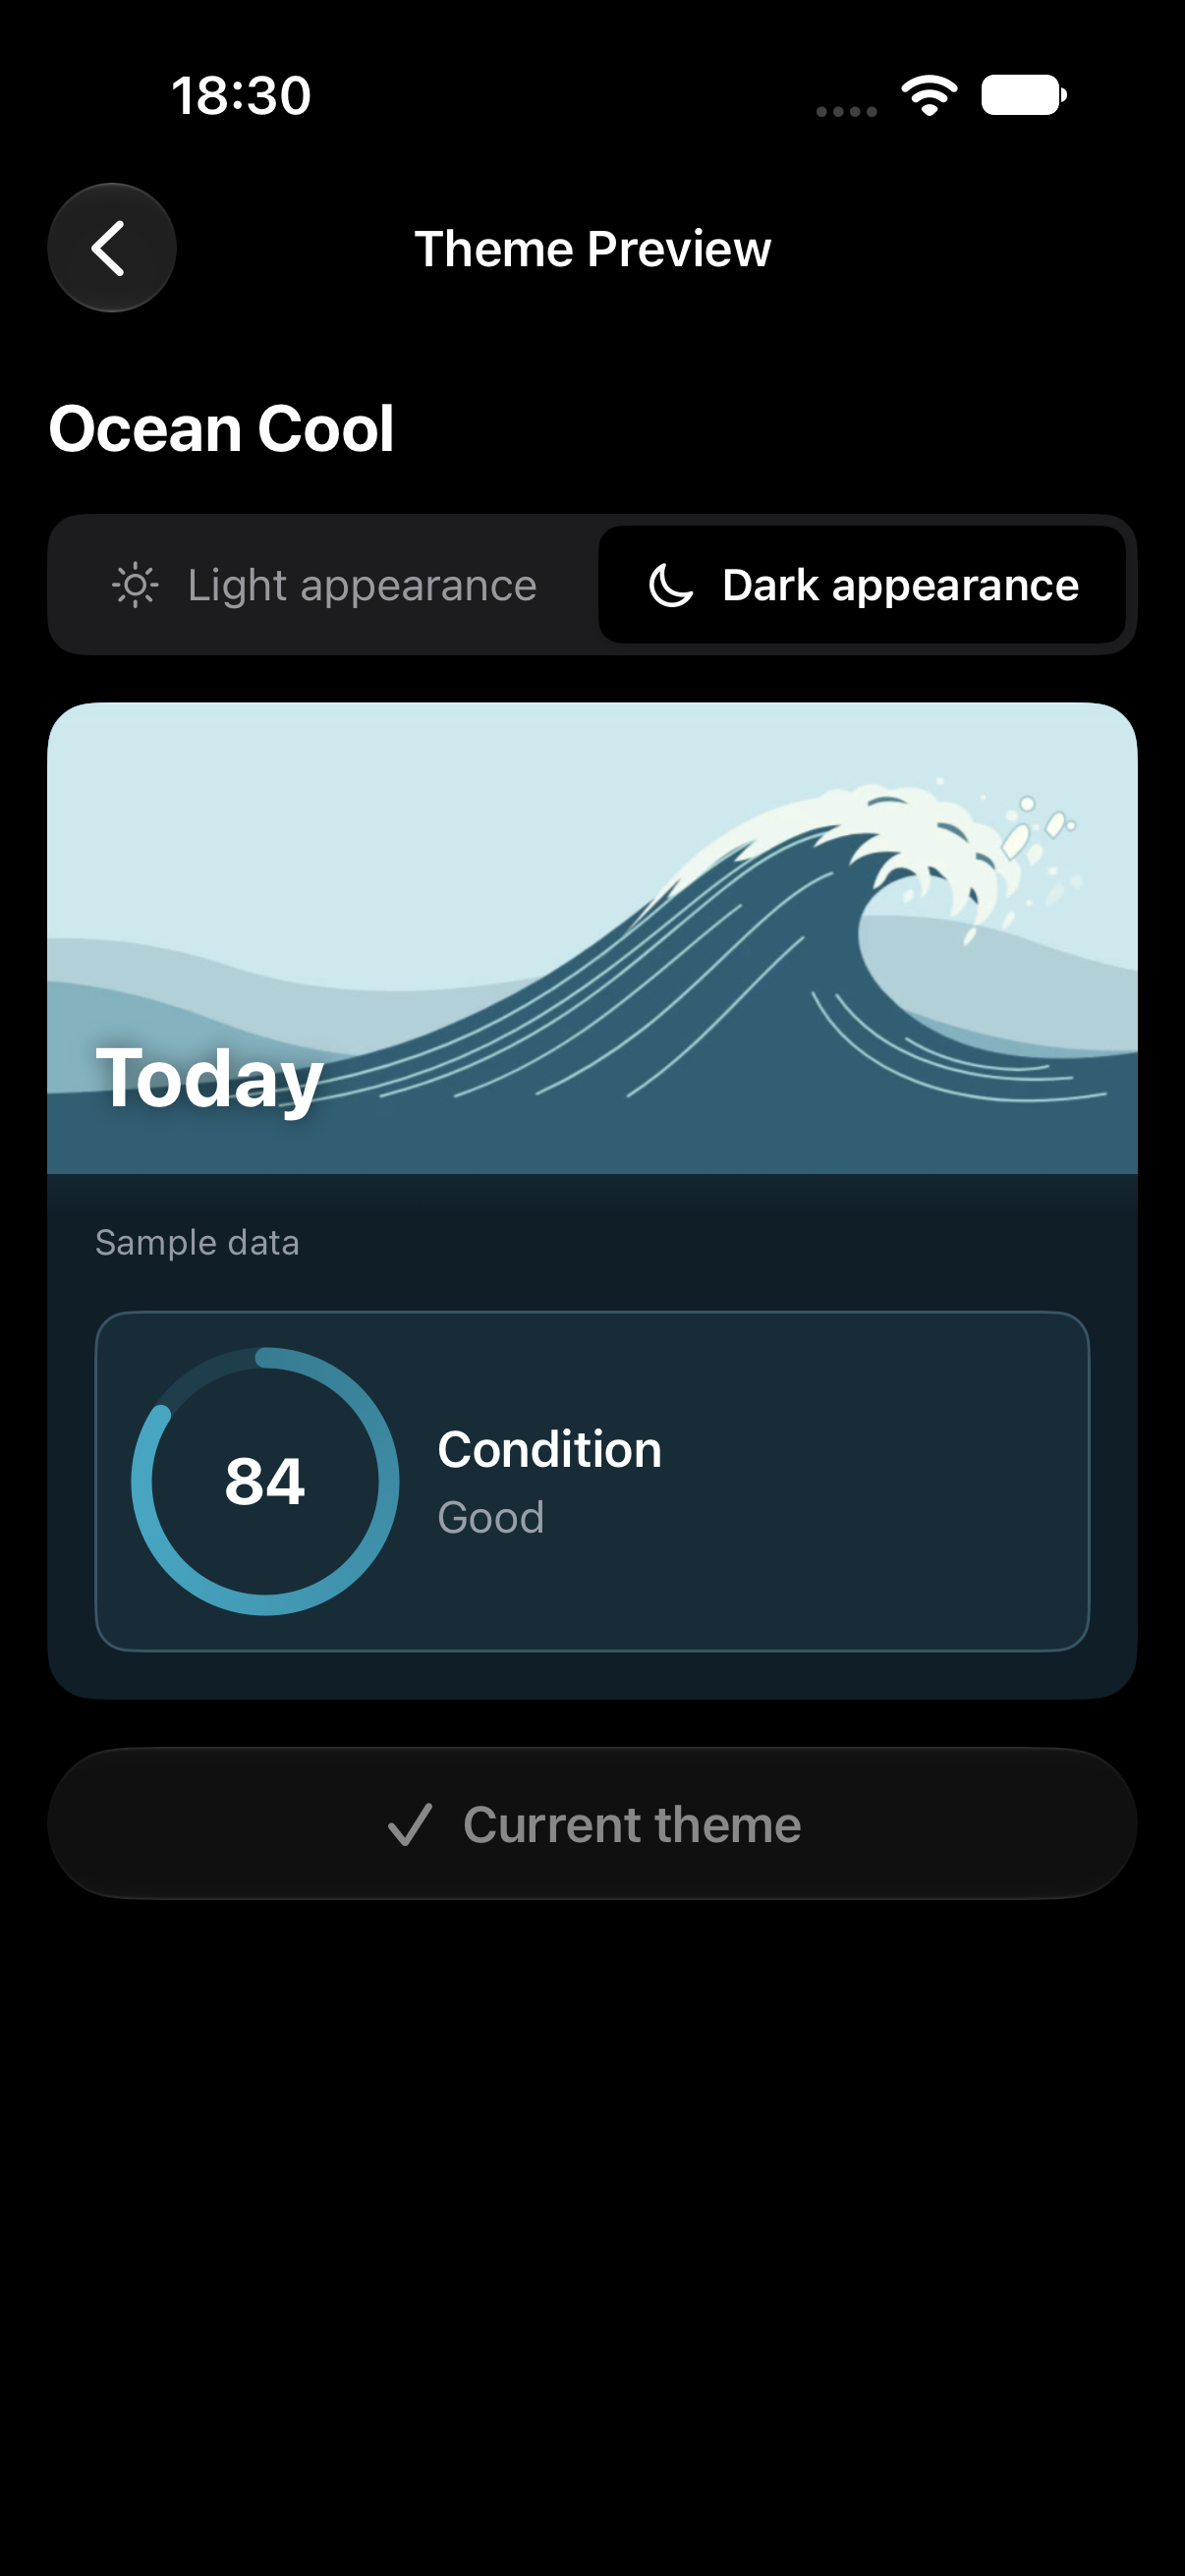 18:30
Theme Preview
Ocean Cool
Light appearance
Dark appearance
Today
Sample data
84
Condition
Good
Current theme